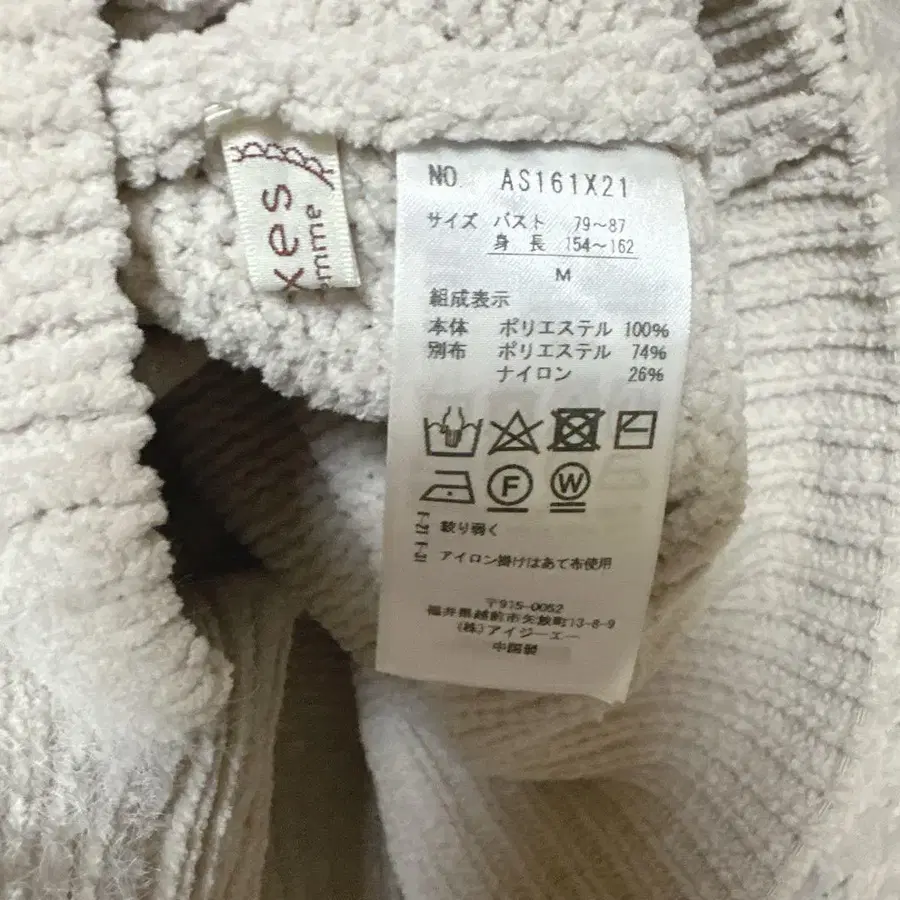 xes
emme
NO. AS161X21
サイズ バスト 79～87
身長 154～162
M
組成表示
本体 ポリエステル 100%
別布 ポリエステル 74%
ナイロン 26%
F
W
絞り弱く
アイロン掛けはあて布使用
〒915-0052
福井県越前市矢放町13-8-9
(株)アイジーエー
中国製